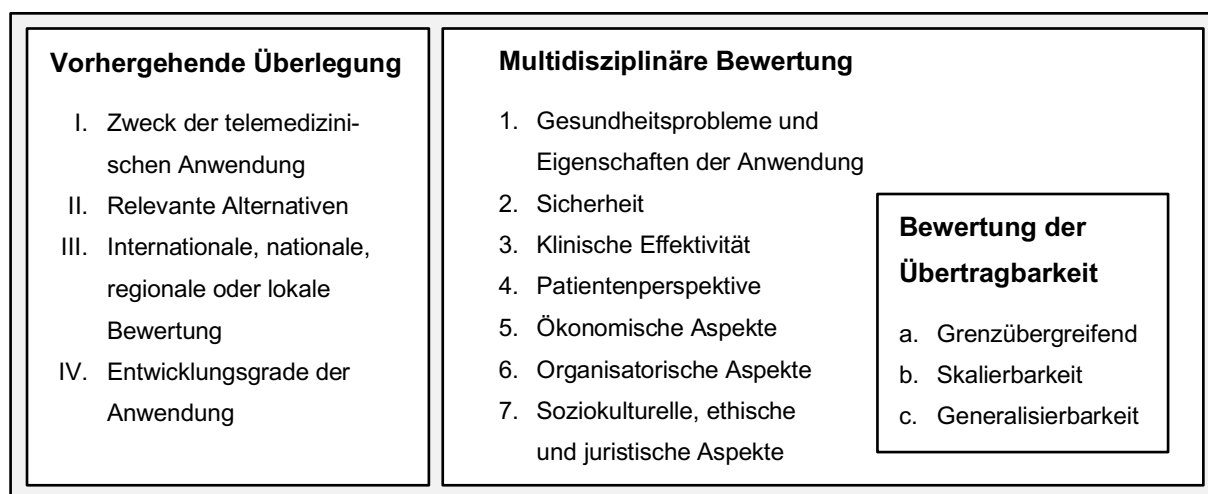 Vorhergehende Überlegung
I. Zweck der telemedizini-
schen Anwendung
II. Relevante Alternativen
III. Internationale, nationale,
regionale oder lokale
Bewertung
IV. Entwicklungsgrade der
Anwendung
Multidisziplinäre Bewertung
1. Gesundheitsprobleme und
Eigenschaften der Anwendung
2. Sicherheit
3. Klinische Effektivität
4. Patientenperspektive
5. Ökonomische Aspekte
6. Organisatorische Aspekte
7. Soziokulturelle, ethische
und juristische Aspekte
Bewertung der
Übertragbarkeit
a. Grenzübergreifend
b. Skalierbarkeit
c. Generalisierbarkeit